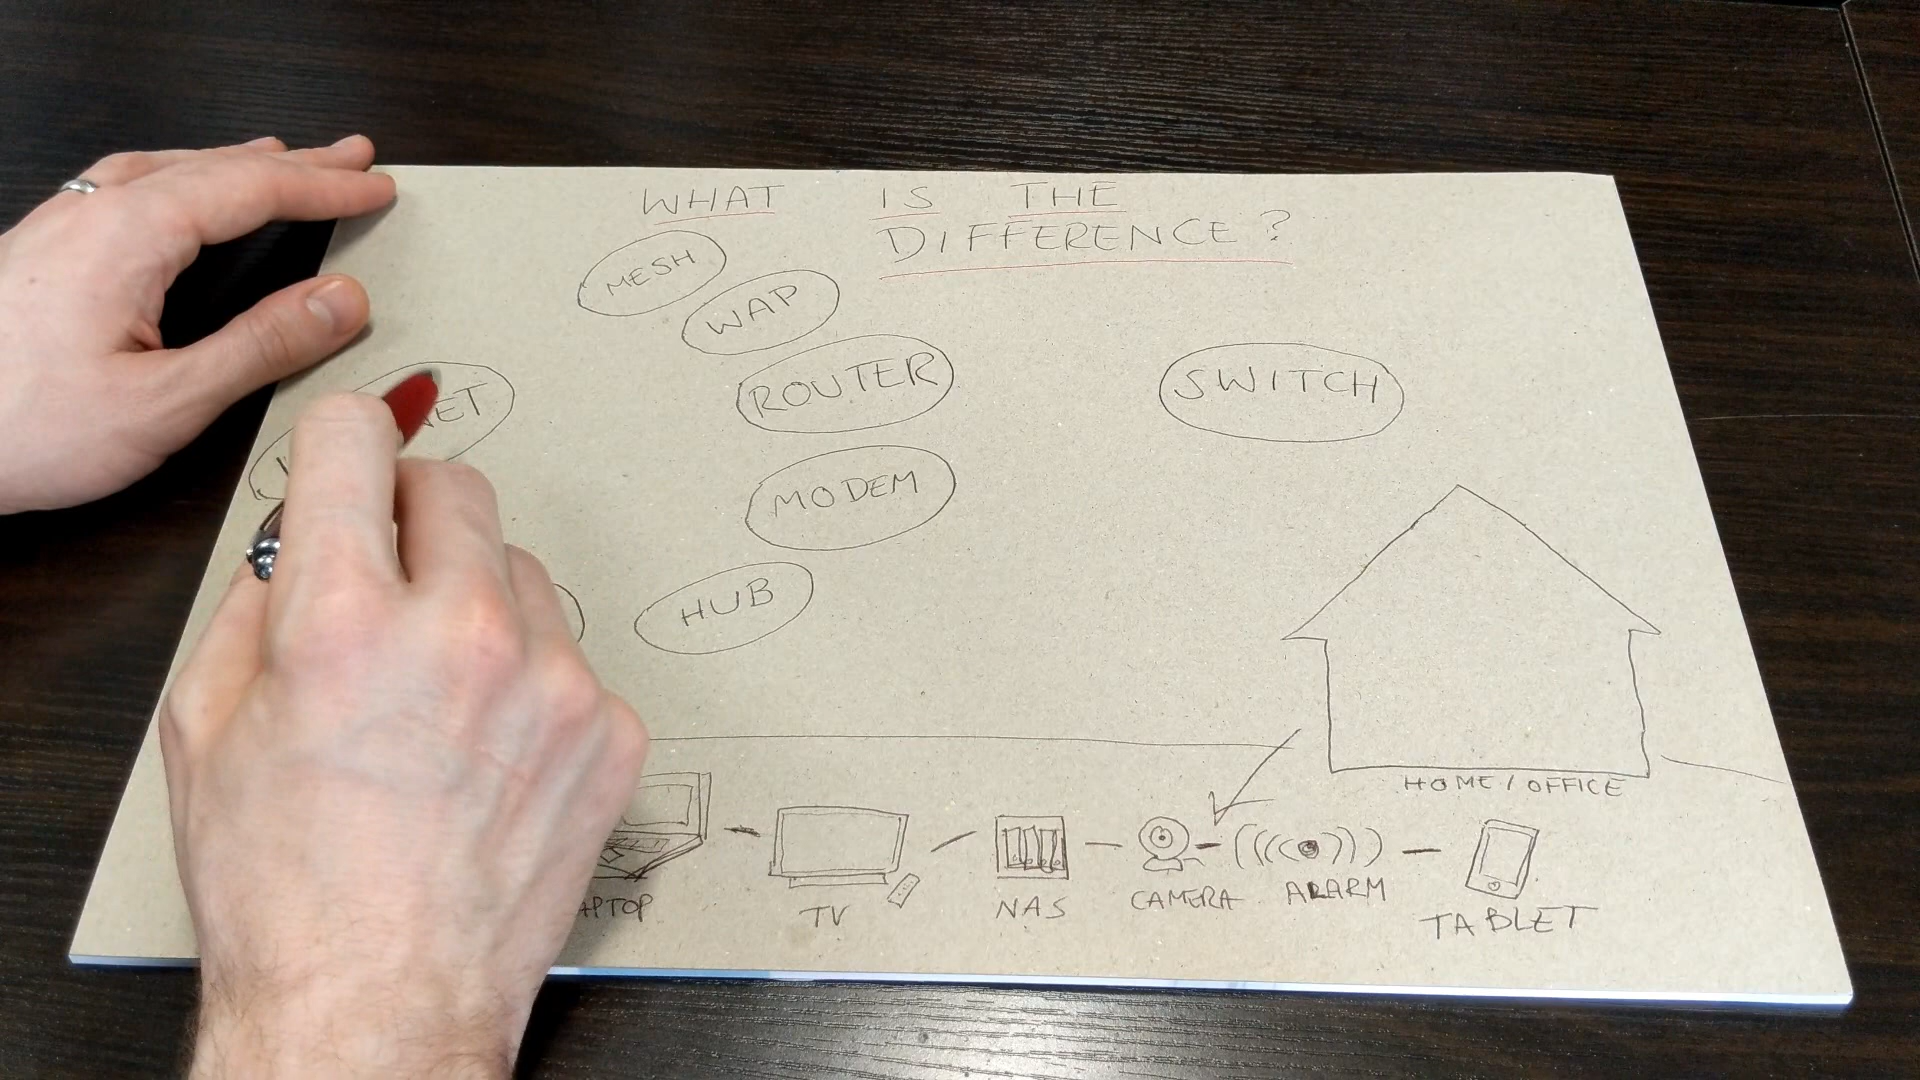 WHAT IS THE
DIFFERENCE?
MESH
WAP
ROUTER
SWITCH
MODEM
HUB
HOME / OFFICE
TV
NAS
CAMERA
ALARM
TABLET